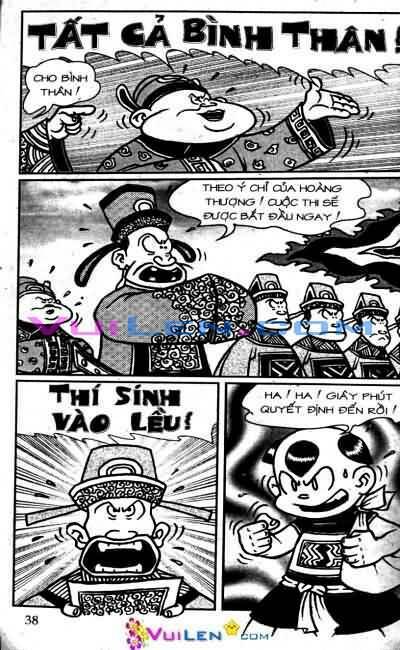 TẤT CẢ BÌNH THÂN!
CHO BÌNH
THÂN!
THEO Ý CHỈ CỦA HOÀNG
THƯỢNG! CUỘC THI SẼ
ĐƯỢC BẮT ĐẦU NGAY!
VUILEN.COM
THÍ SINH
VÀO LỀU!
HA! HA! GIÂY PHÚT
QUYẾT ĐỊNH ĐẾN RỒI!
38
VUILEN.COM